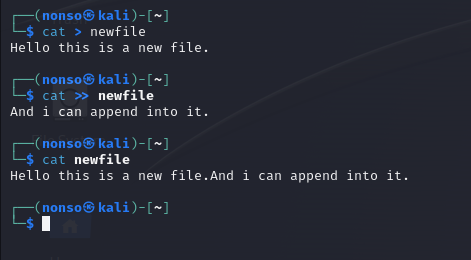 ┌──(nonso㉿kali)-[~]
└─$ cat > newfile
Hello this is a new file.
┌──(nonso㉿kali)-[~]
└─$ cat >> newfile
And i can append into it.
┌──(nonso㉿kali)-[~]
└─$ cat newfile
Hello this is a new file.And i can append into it.
┌──(nonso㉿kali)-[~]
└─$